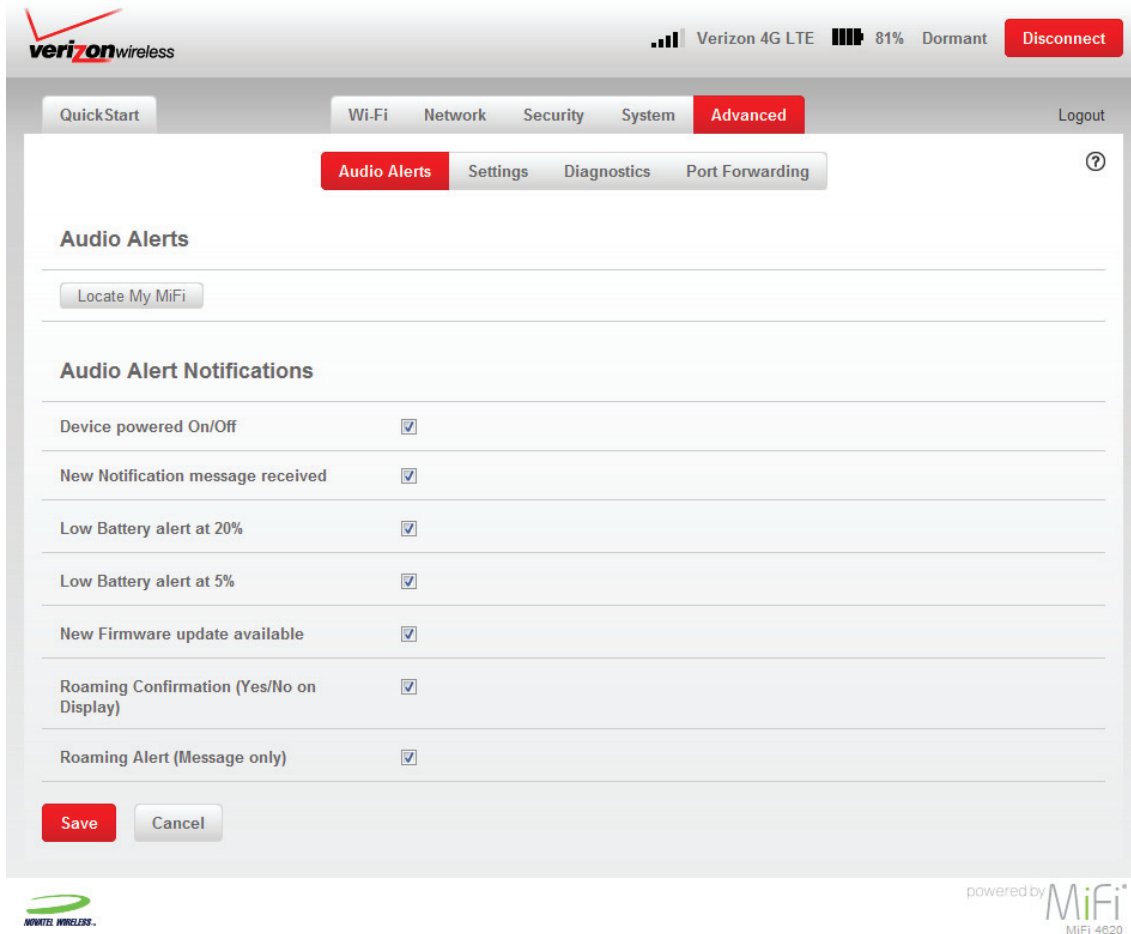 verizonwireless
Verizon 4G LTE 81% Dormant Disconnect
QuickStart Wi-Fi Network Security System Advanced Logout
Audio Alerts Settings Diagnostics Port Forwarding ?
Audio Alerts
Locate My MiFi
Audio Alert Notifications
Device powered On/Off
New Notification message received
Low Battery alert at 20%
Low Battery alert at 5%
New Firmware update available
Roaming Confirmation (Yes/No on
Display)
Roaming Alert (Message only)
Save Cancel
NOVATEL WIRELESS
powered by MiFi
MiFi 4620